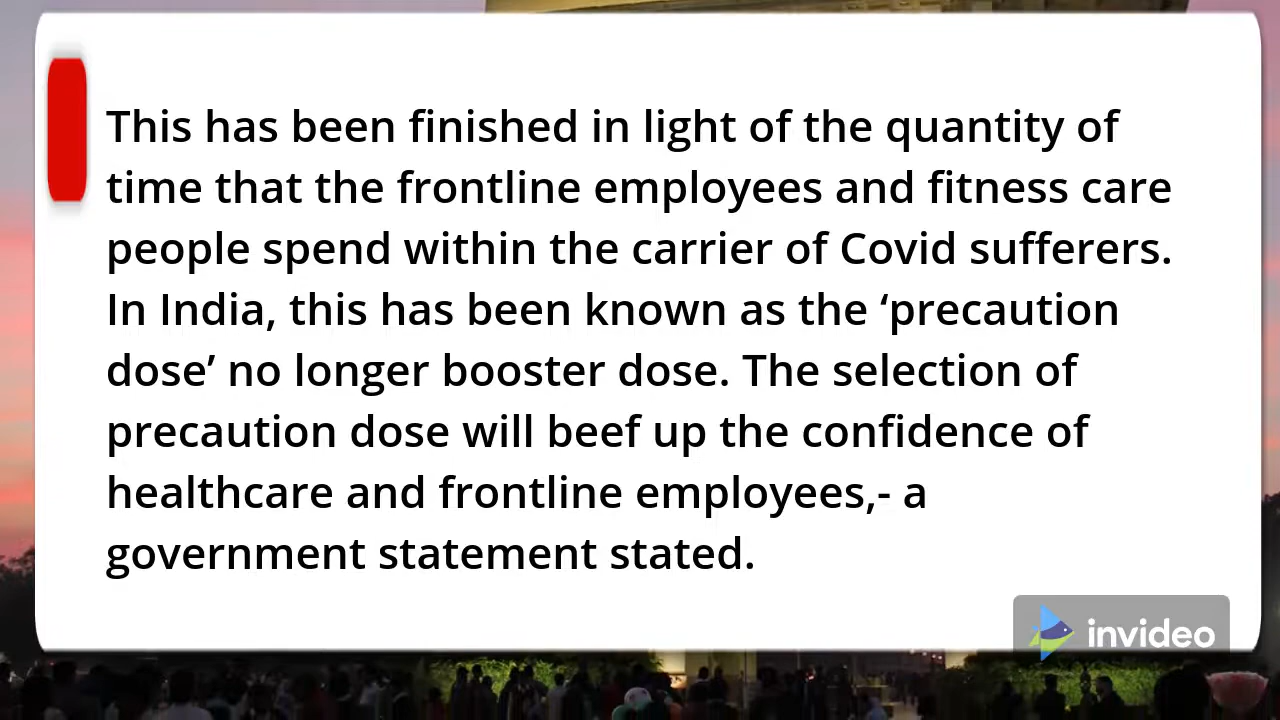 This has been finished in light of the quantity of
time that the frontline employees and fitness care
people spend within the carrier of Covid sufferers.
In India, this has been known as the ‘precaution
dose’ no longer booster dose. The selection of
precaution dose will beef up the confidence of
healthcare and frontline employees,- a
government statement stated.
invideo